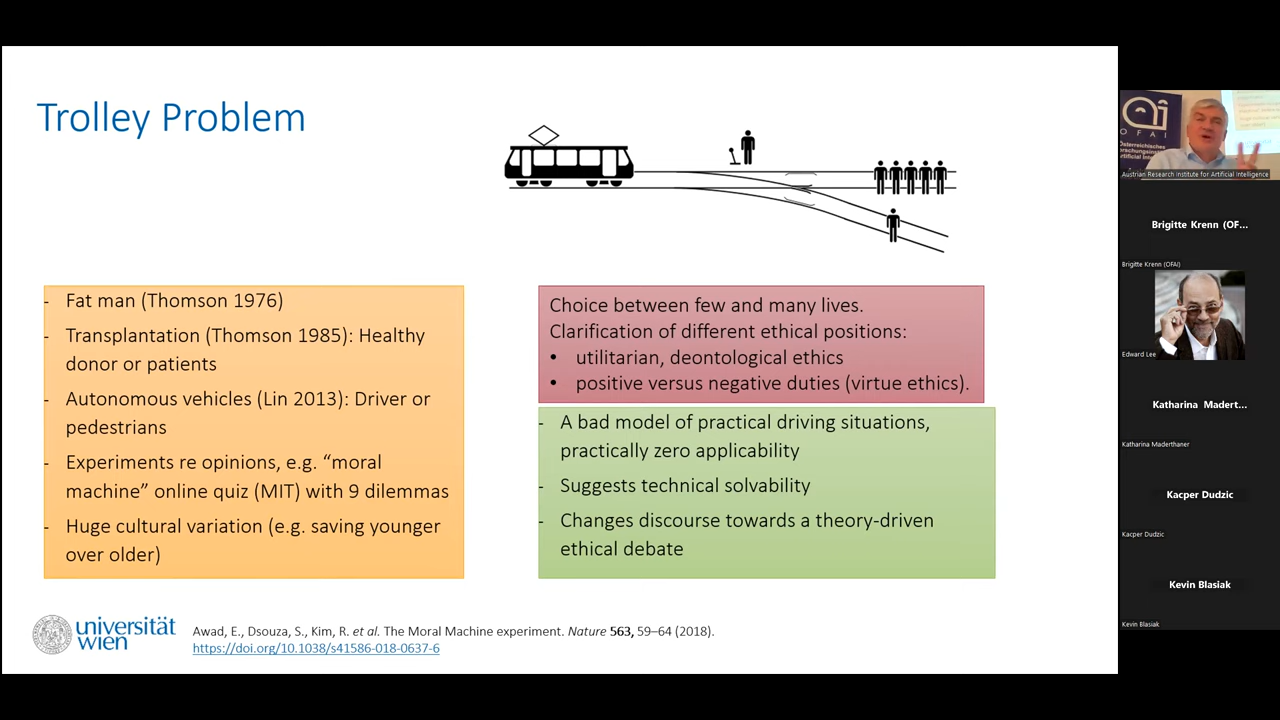 Trolley Problem
- Fat man (Thomson 1976)
- Transplantation (Thomson 1985): Healthy
donor or patients
- Autonomous vehicles (Lin 2013): Driver or
pedestrians
- Experiments re opinions, e.g. “moral
machine” online quiz (MIT) with 9 dilemmas
- Huge cultural variation (e.g. saving younger
over older)
Choice between few and many lives.
Clarification of different ethical positions:
• utilitarian, deontological ethics
• positive versus negative duties (virtue ethics).
- A bad model of practical driving situations,
practically zero applicability
- Suggests technical solvability
- Changes discourse towards a theory-driven
ethical debate
universität
wien
Awad, E., Dsouza, S., Kim, R. et al. The Moral Machine experiment. Nature 563, 59–64 (2018).
https://doi.org/10.1038/s41586-018-0637-6
OFAI
Austrian Research Institute for Artificial Intelligence
Brigitte Krenn (OF...
Brigitte Krenn (OFAI)
Edward Lee
Katharina Madert...
Katharina Maderthaner
Kacper Dudzic
Kacper Dudzic
Kevin Blasiak
Kevin Blasiak